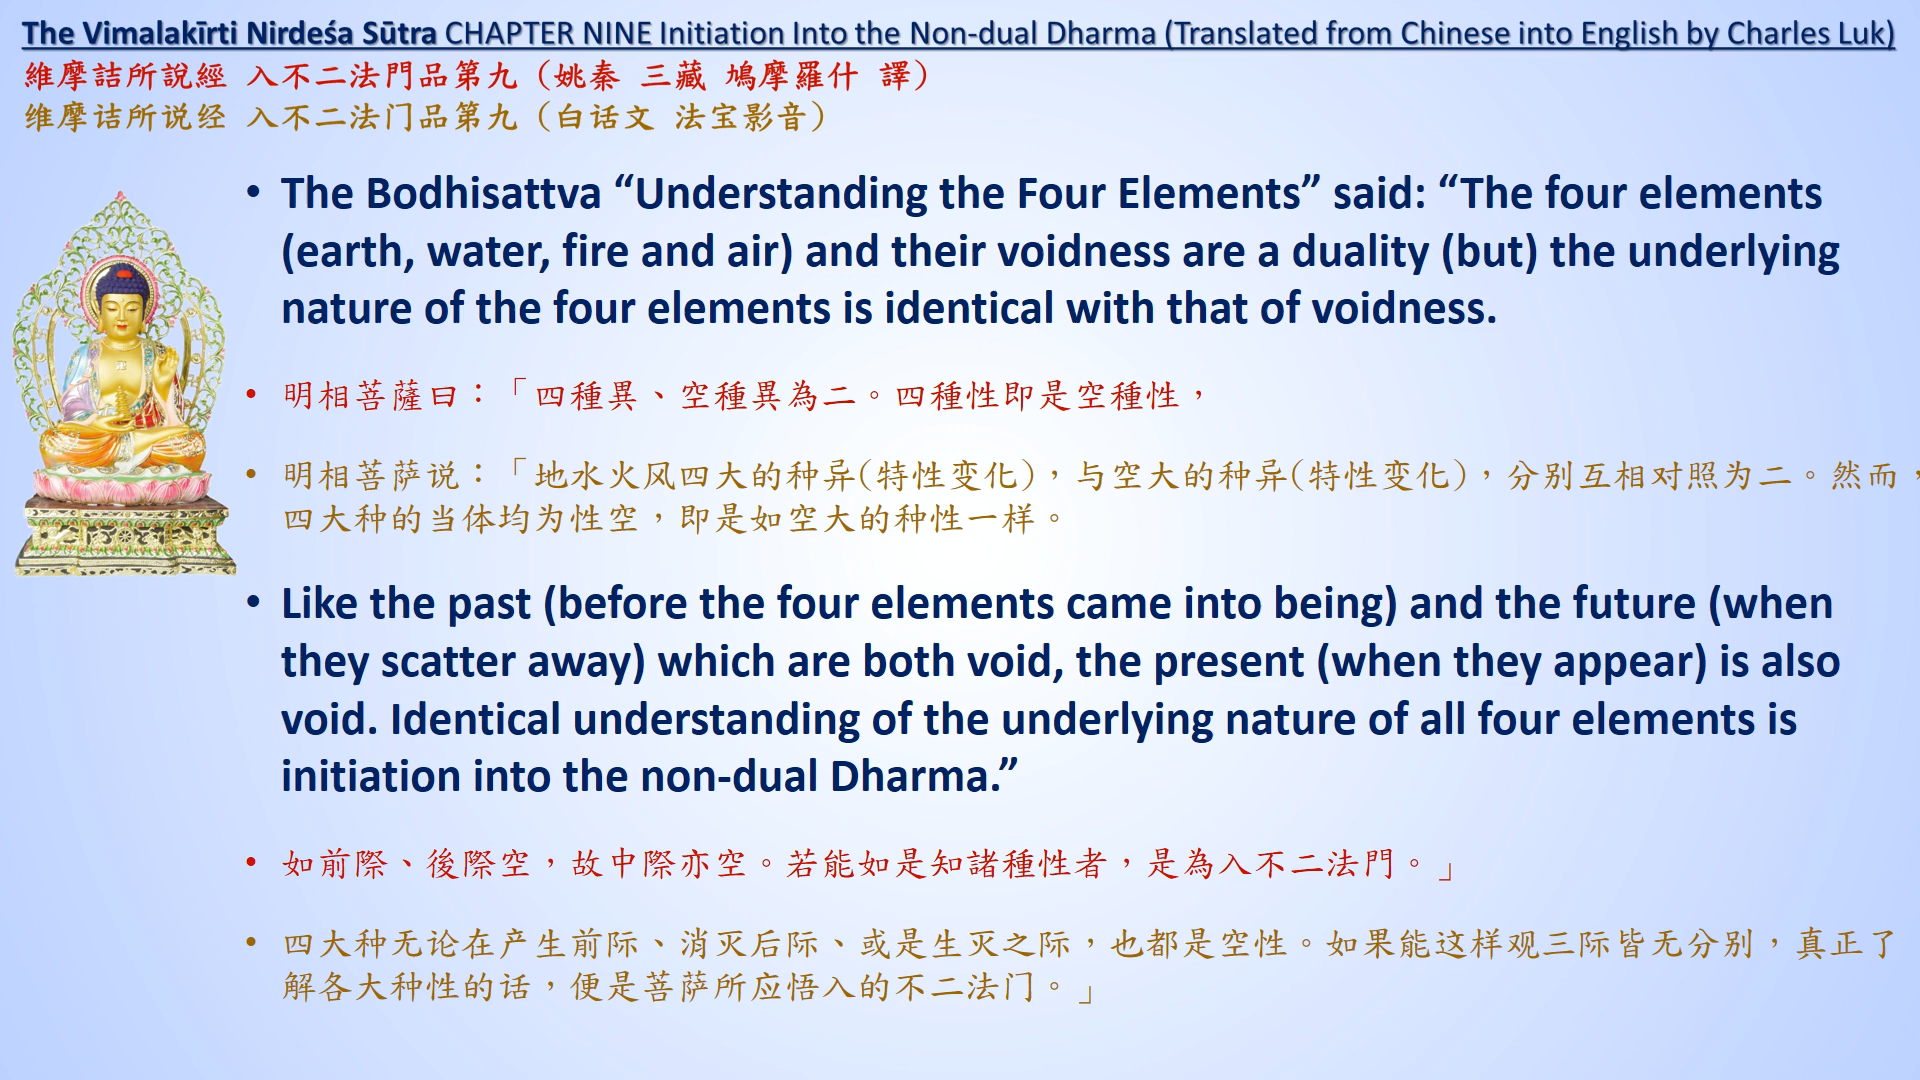 The Vimalakīrti Nirdeśa Sūtra CHAPTER NINE Initiation Into the Non-dual Dharma (Translated from Chinese into English by Charles Luk)
維摩詰所說經 入不二法門品第九（姚秦 三藏 鳩摩羅什 譯）
维摩诘所说经 入不二法门品第九（白话文 法宝影音）
• The Bodhisattva “Understanding the Four Elements” said: “The four elements
(earth, water, fire and air) and their voidness are a duality (but) the underlying
nature of the four elements is identical with that of voidness.
• 明相菩薩曰：「四種異、空種異為二。四種性即是空種性，
• 明相菩萨说：「地水火风四大的种异(特性变化)，与空大的种异(特性变化)，分别互相对照为二。然而，
四大种的当体均为性空，即是如空大的种性一样。
• Like the past (before the four elements came into being) and the future (when
they scatter away) which are both void, the present (when they appear) is also
void. Identical understanding of the underlying nature of all four elements is
initiation into the non-dual Dharma.”
• 如前際、後際空，故中際亦空。若能如是知諸種性者，是為入不二法門。」
• 四大种无论在产生前际、消灭后际、或是生灭之际，也都是空性。如果能这样观三际皆无分别，真正了
解各大种性的话，便是菩萨所应悟入的不二法门。」